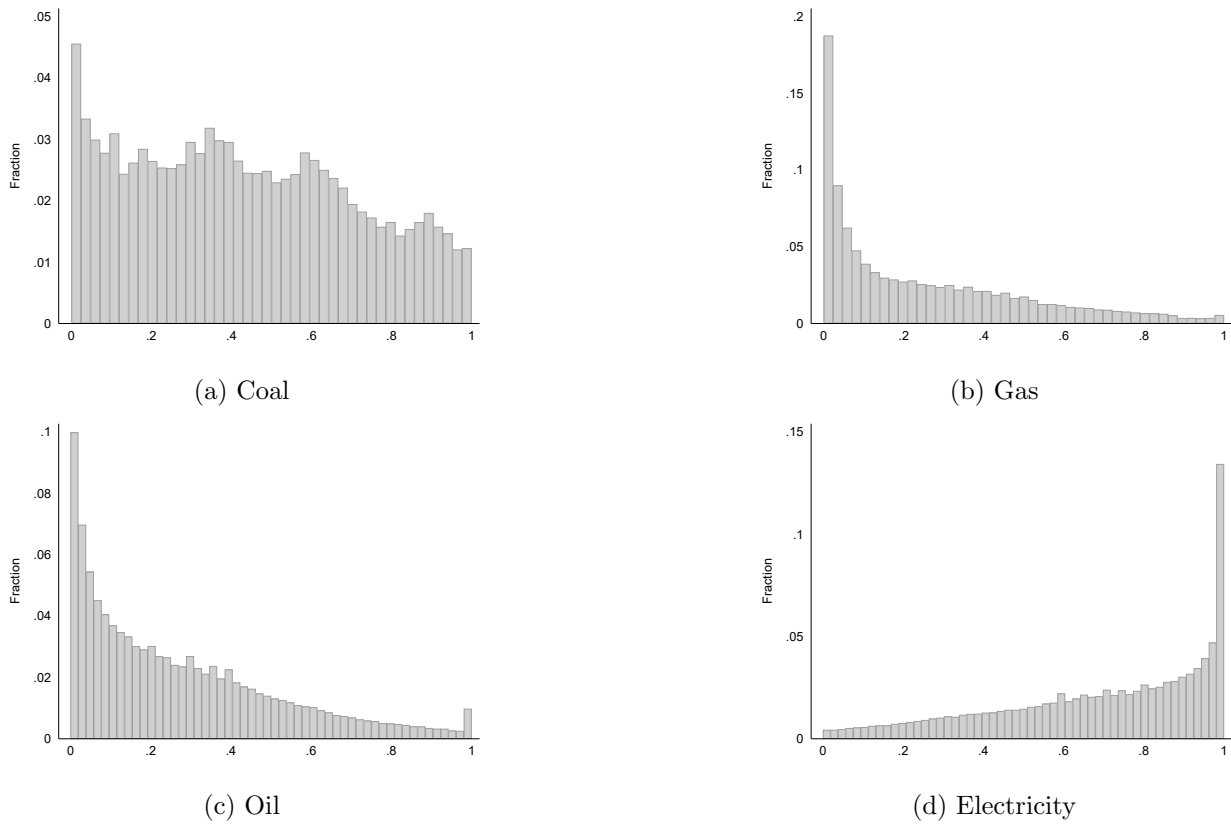 .05
.04
.03
.02
.01
0
Fraction
0 .2 .4 .6 .8 1
(a) Coal
.2
.15
.1
.05
0
Fraction
0 .2 .4 .6 .8 1
(b) Gas
.1
.08
.06
.04
.02
0
Fraction
0 .2 .4 .6 .8 1
(c) Oil
.15
.1
.05
0
Fraction
0 .2 .4 .6 .8 1
(d) Electricity